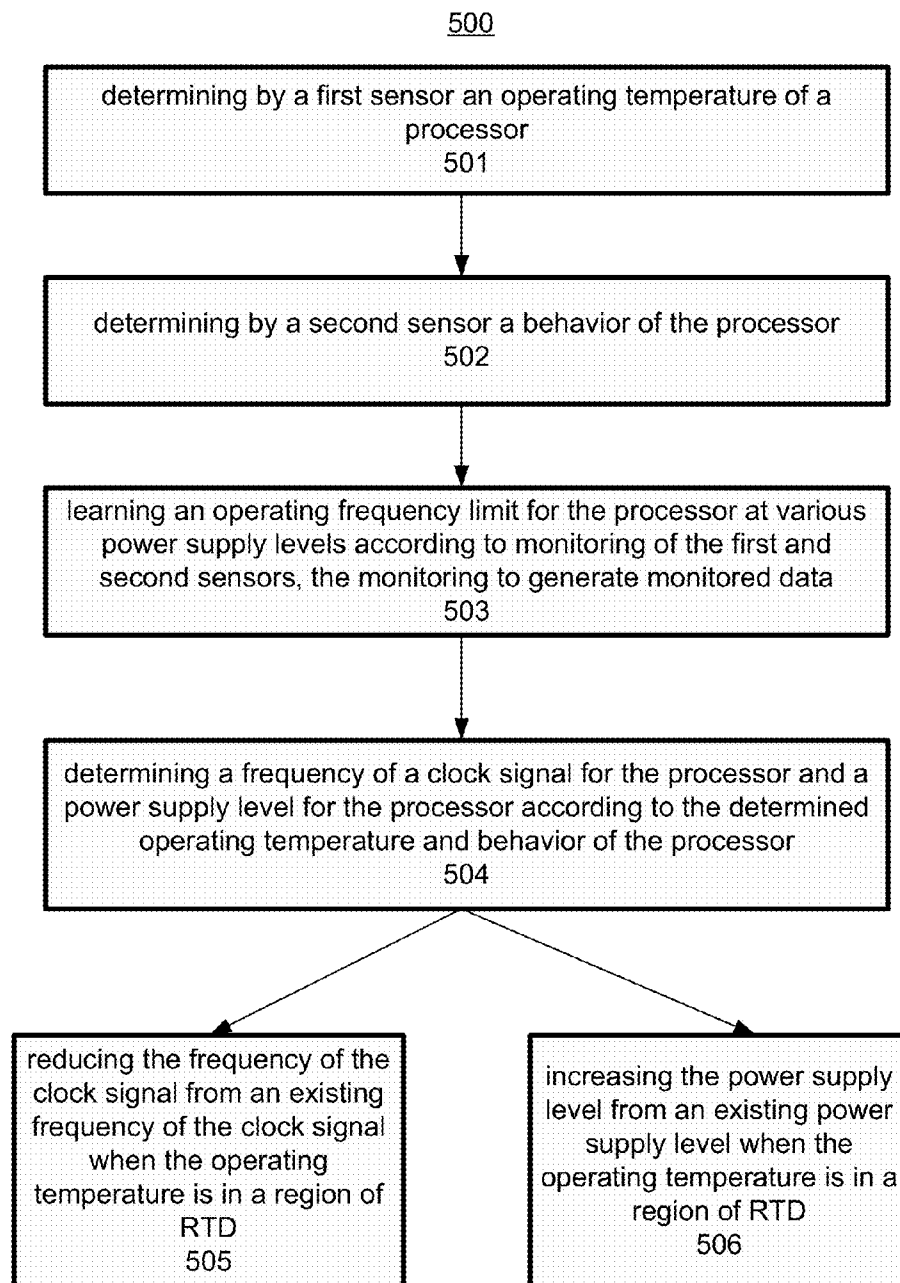 500
determining by a first sensor an operating temperature of a
processor
501
determining by a second sensor a behavior of the processor
502
learning an operating frequency limit for the processor at various
power supply levels according to monitoring of the first and
second sensors, the monitoring to generate monitored data
503
determining a frequency of a clock signal for the processor and a
power supply level for the processor according to the determined
operating temperature and behavior of the processor
504
reducing the frequency of the
clock signal from an existing
frequency of the clock signal
when the operating
temperature is in a region of
RTD
505
increasing the power supply
level from an existing power
supply level when the
operating temperature is in a
region of RTD
506